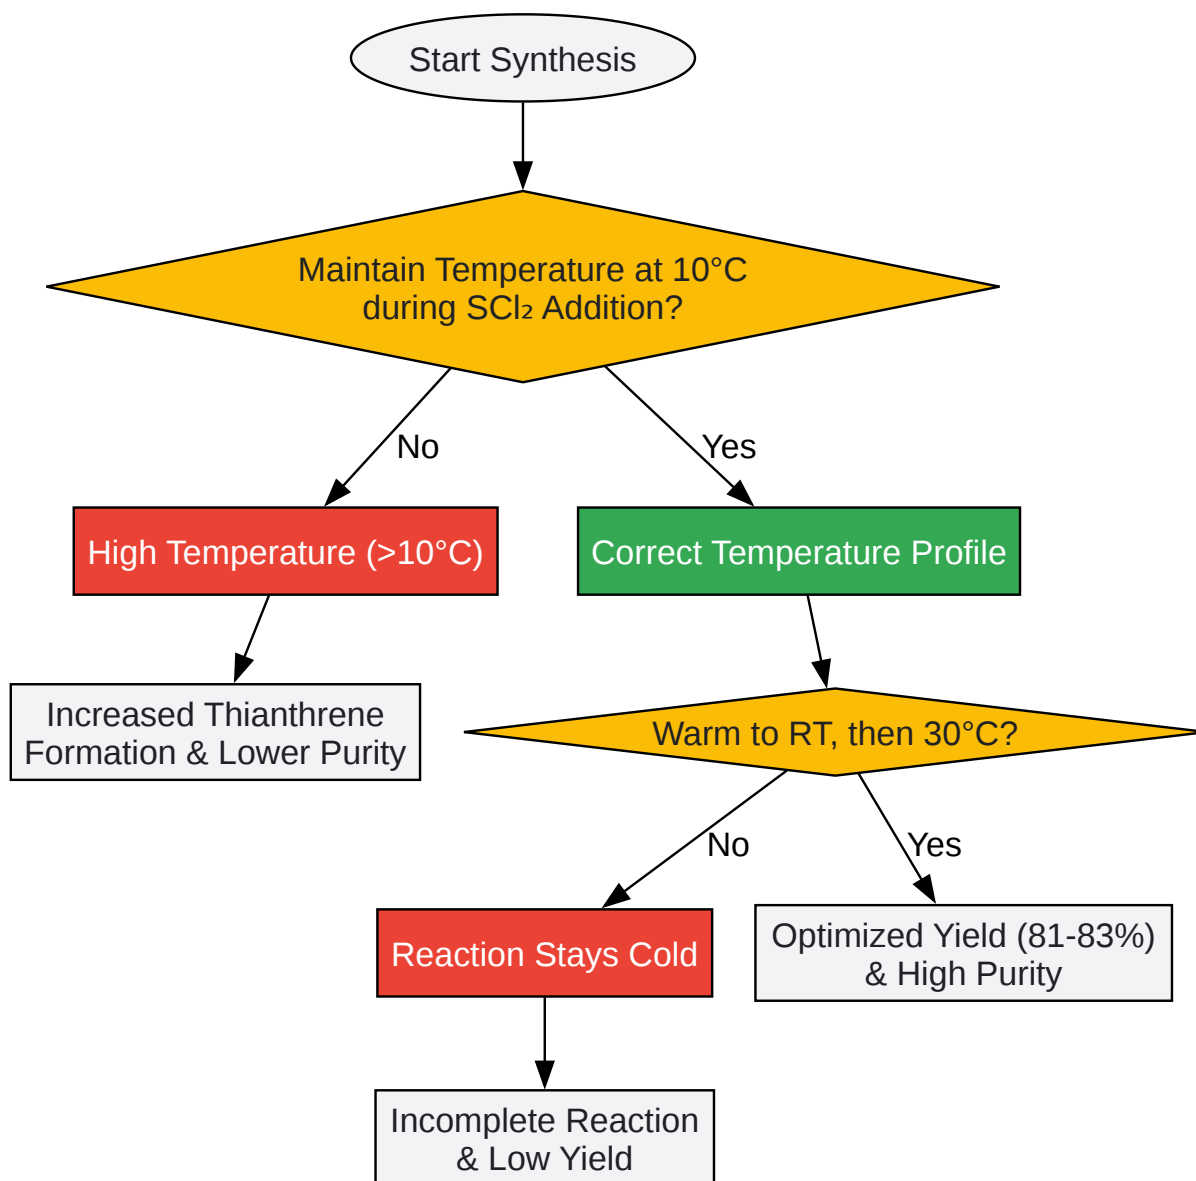 Start Synthesis
Maintain Temperature at 10°C
during SCl₂ Addition?
No
Yes
High Temperature (>10°C)
Correct Temperature Profile
Increased Thianthrene
Formation & Lower Purity
Warm to RT, then 30°C?
No
Yes
Reaction Stays Cold
Optimized Yield (81-83%)
& High Purity
Incomplete Reaction
& Low Yield